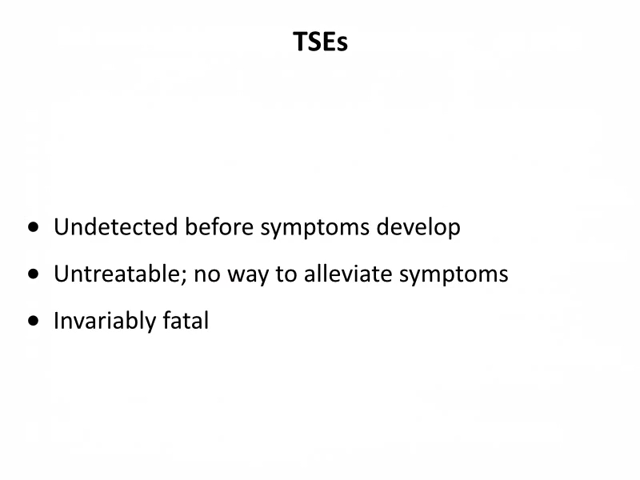 TSEs
• Undetected before symptoms develop
• Untreatable; no way to alleviate symptoms
• Invariably fatal